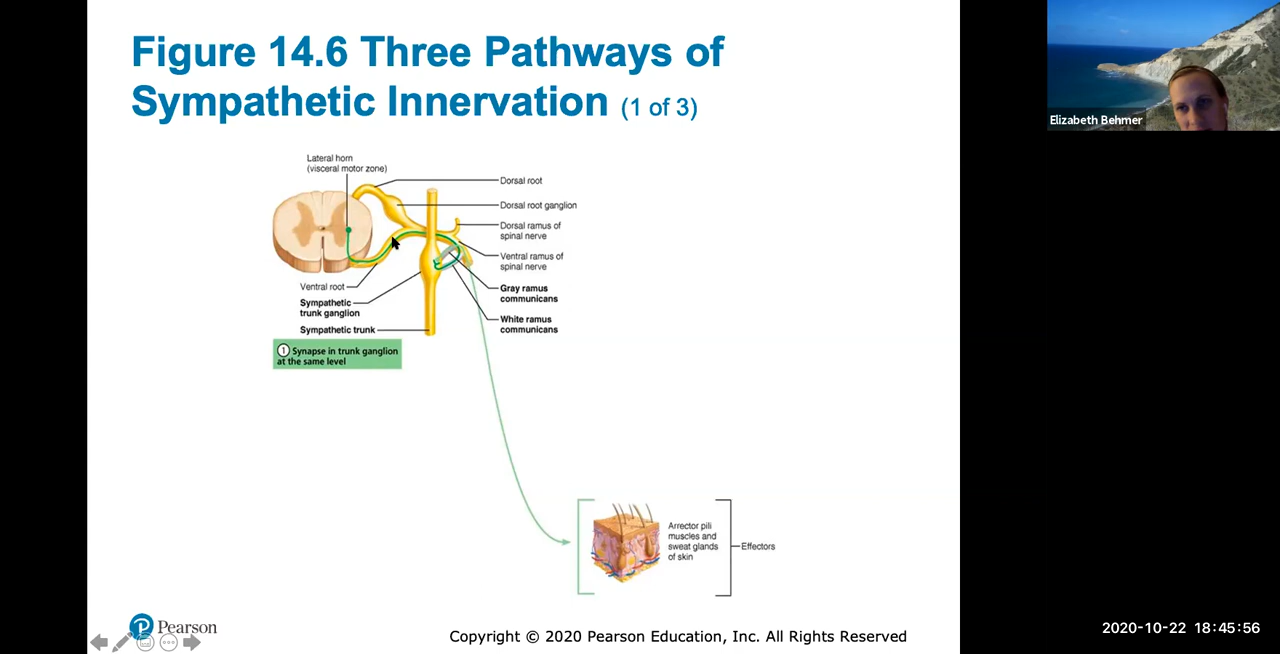 Figure 14.6 Three Pathways of
Sympathetic Innervation (1 of 3)
Elizabeth Behmer
Lateral horn
(visceral motor zone)
Dorsal root
Dorsal root ganglion
Dorsal ramus of
spinal nerve
Ventral ramus of
spinal nerve
Gray ramus
communicans
White ramus
communicans
Ventral root
Sympathetic
trunk ganglion
Sympathetic trunk
1 Synapse in trunk ganglion
at the same level
Arrector pili
muscles and
sweat glands
of skin
Effectors
P Pearson
Copyright © 2020 Pearson Education, Inc. All Rights Reserved
2020-10-22 18:45:56